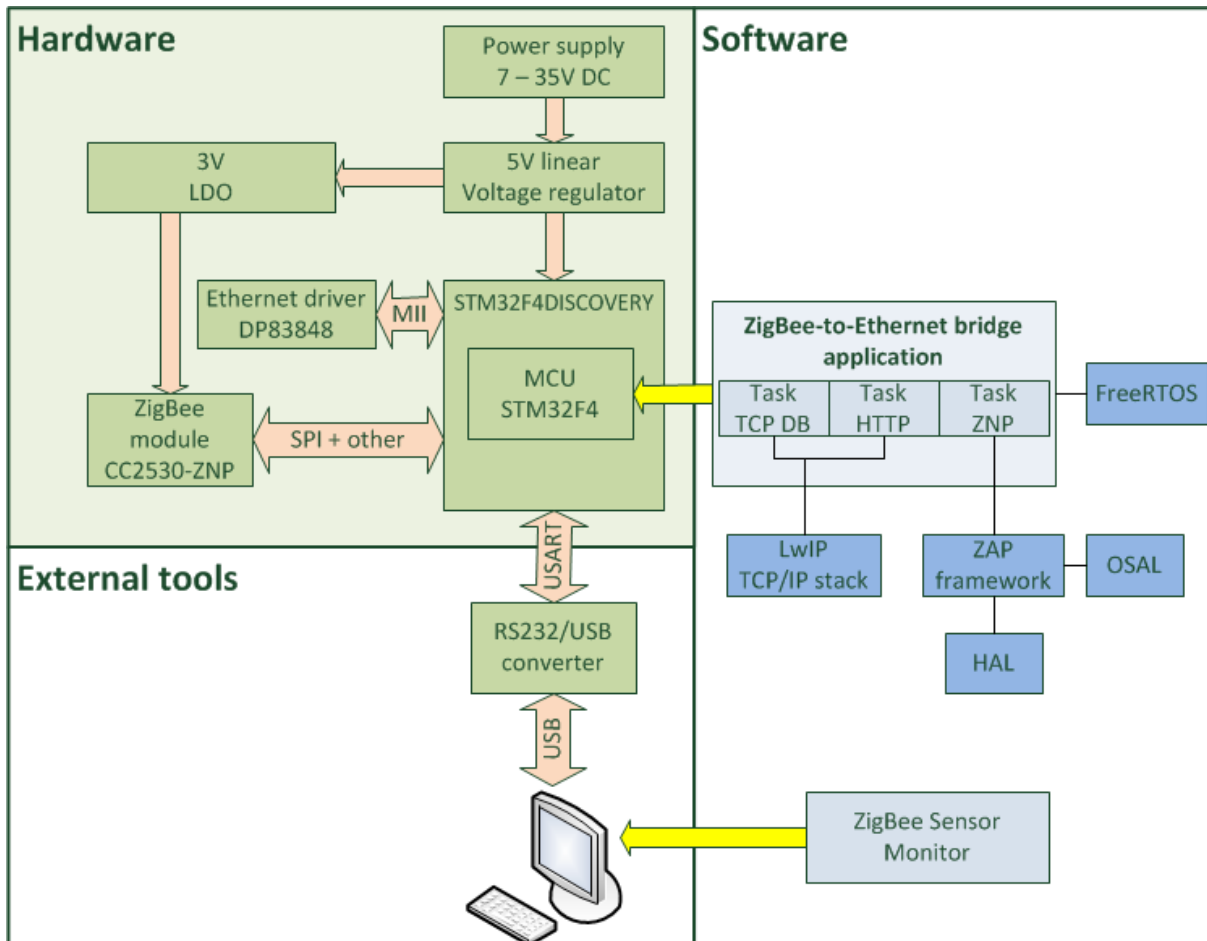 Hardware
Power supply
7 – 35V DC
3V
LDO
5V linear
Voltage regulator
Ethernet driver
DP83848
MII
STM32F4DISCOVERY
MCU
STM32F4
ZigBee
module
CC2530-ZNP
SPI + other
USART
External tools
RS232/USB
converter
USB
Software
ZigBee-to-Ethernet bridge
application
Task
TCP DB
Task
HTTP
Task
ZNP
FreeRTOS
LwIP
TCP/IP stack
ZAP
framework
OSAL
HAL
ZigBee Sensor
Monitor